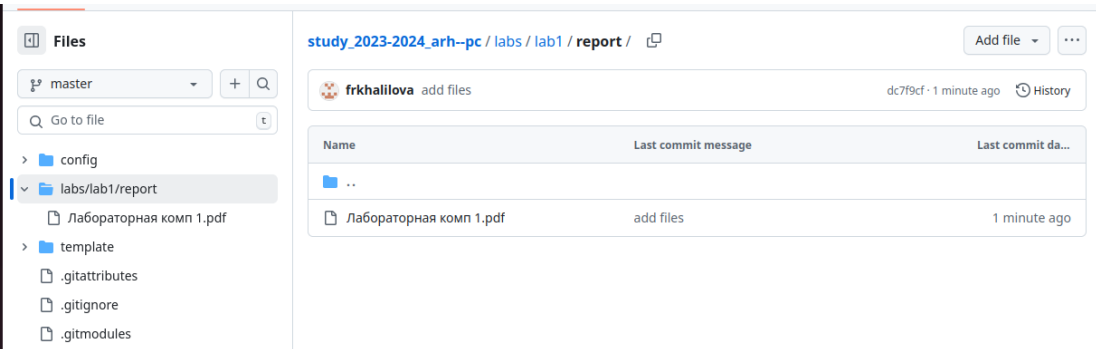 Files
master
Go to file
t
config
labs/lab1/report
Лабораторная комп 1.pdf
template
.gitattributes
.gitignore
.gitmodules
study_2023-2024_arh--pc / labs / lab1 / report /
Add file
frkhalilova add files
dc7f9cf · 1 minute ago
History
Name Last commit message Last commit da...
..
Лабораторная комп 1.pdf add files 1 minute ago